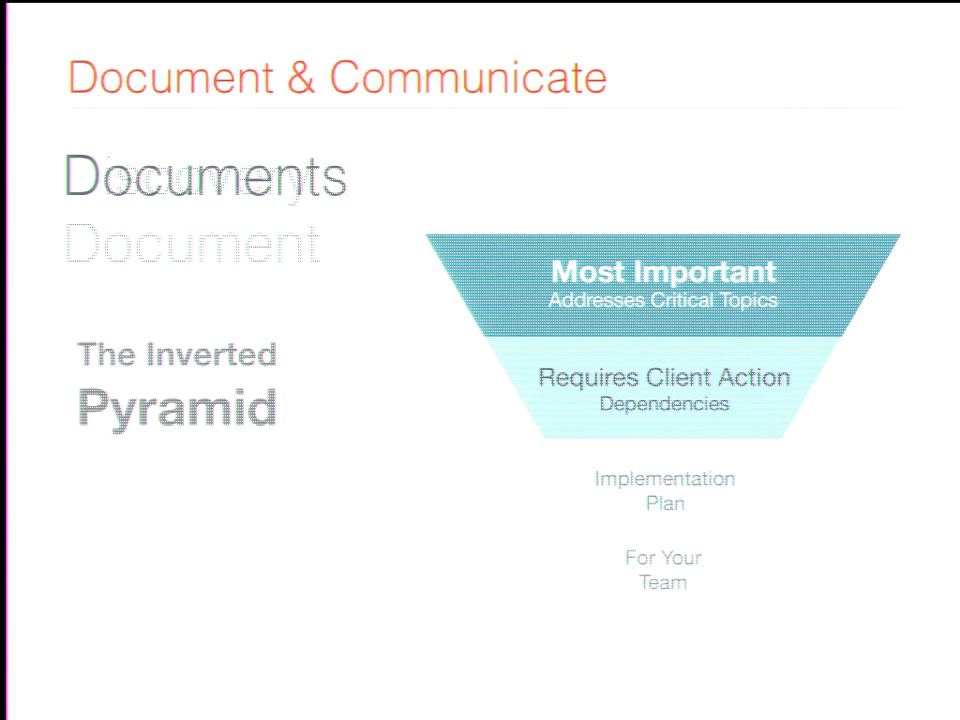 Document & Communicate
Documents
Document
The Inverted
Pyramid
Most Important
Addresses Critical Topics
Requires Client Action
Dependencies
Implementation
Plan
For Your
Team